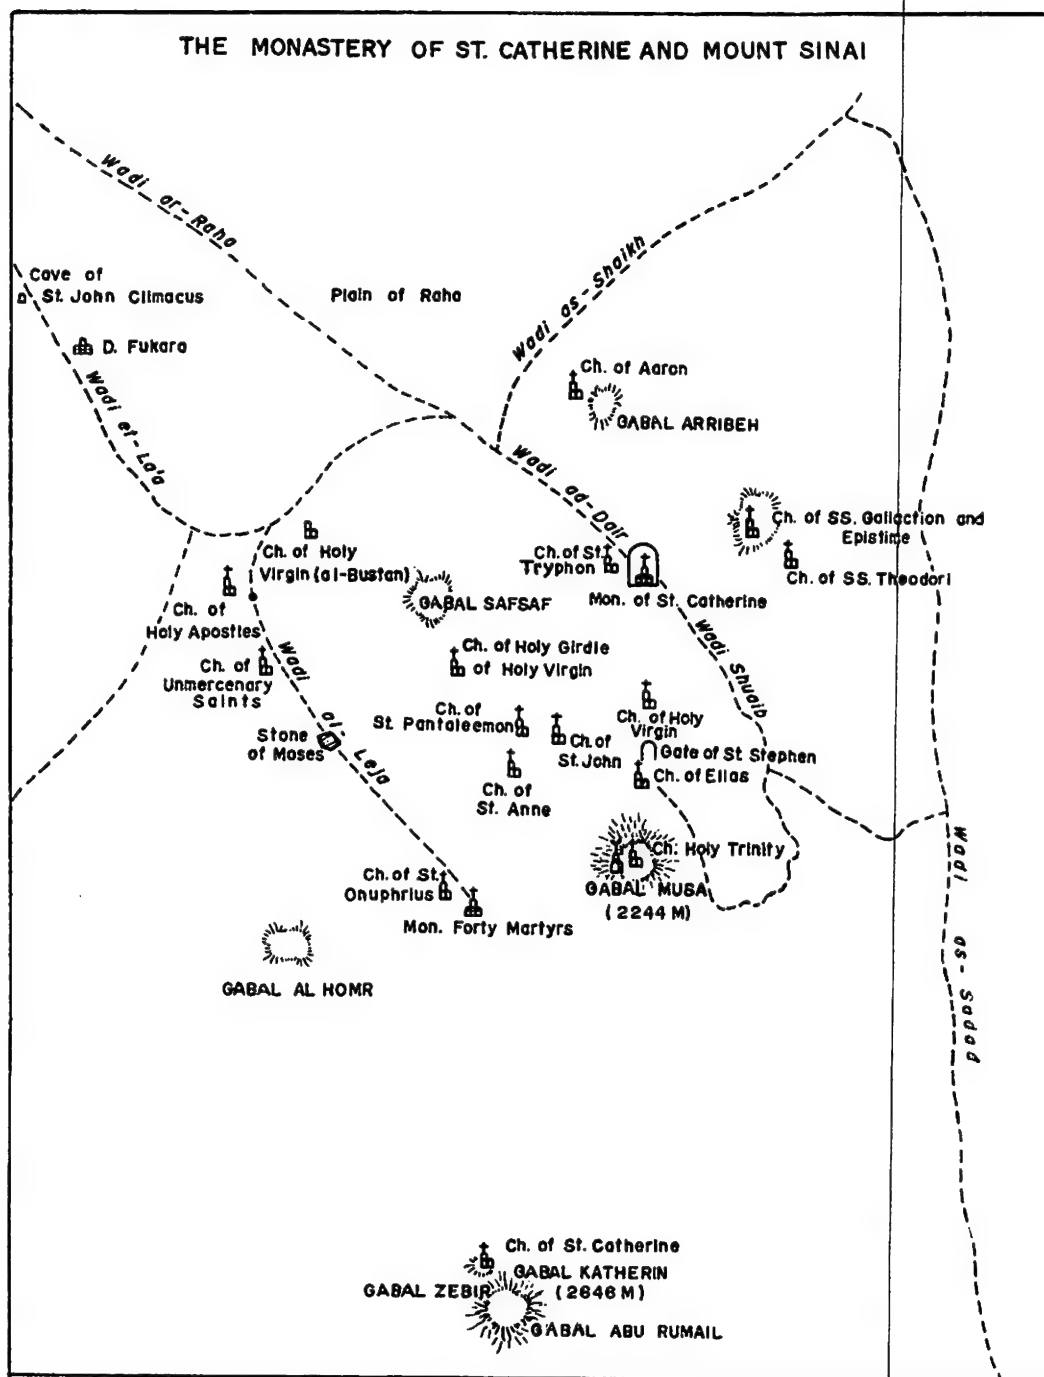 THE MONASTERY OF ST. CATHERINE AND MOUNT SINAI
Wadi ar-Raha
Cave of
St. John Climacus
Plain of Raha
Wadi as-Shaikh
D. Fukara
Ch. of Aaron
Wadi et-La'a
GABAL ARRIBEH
Wadi ad-Dair
Ch. of SS. Gallaction and
Epistime
Ch. of Holy
Virgin (al-Bustan)
Ch. of St.
Tryphon
Ch. of SS. Theodori
Mon. of St. Catherine
GABAL SAFSAF
Ch. of
Holy Apostles
Wadi Shuaib
Ch. of Holy Girdle
of Holy Virgin
Ch. of
Unmercenary
Saints
Wadi al-Leja
Ch. of
St. Pantaleemon
Ch. of Holy
Virgin
Stone
of Moses
Ch. of
St. John
Gate of St Stephen
Ch. of Elias
Ch. of
St. Anne
Wadi as-Sadad
Ch. Holy Trinity
Ch. of St.
Onuphrius
GABAL MUSA
(2244 M)
Mon. Forty Martyrs
GABAL AL HOMR
Ch. of St. Catherine
GABAL KATHERIN
(2646 M)
GABAL ZEBIR
GABAL ABU RUMAIL